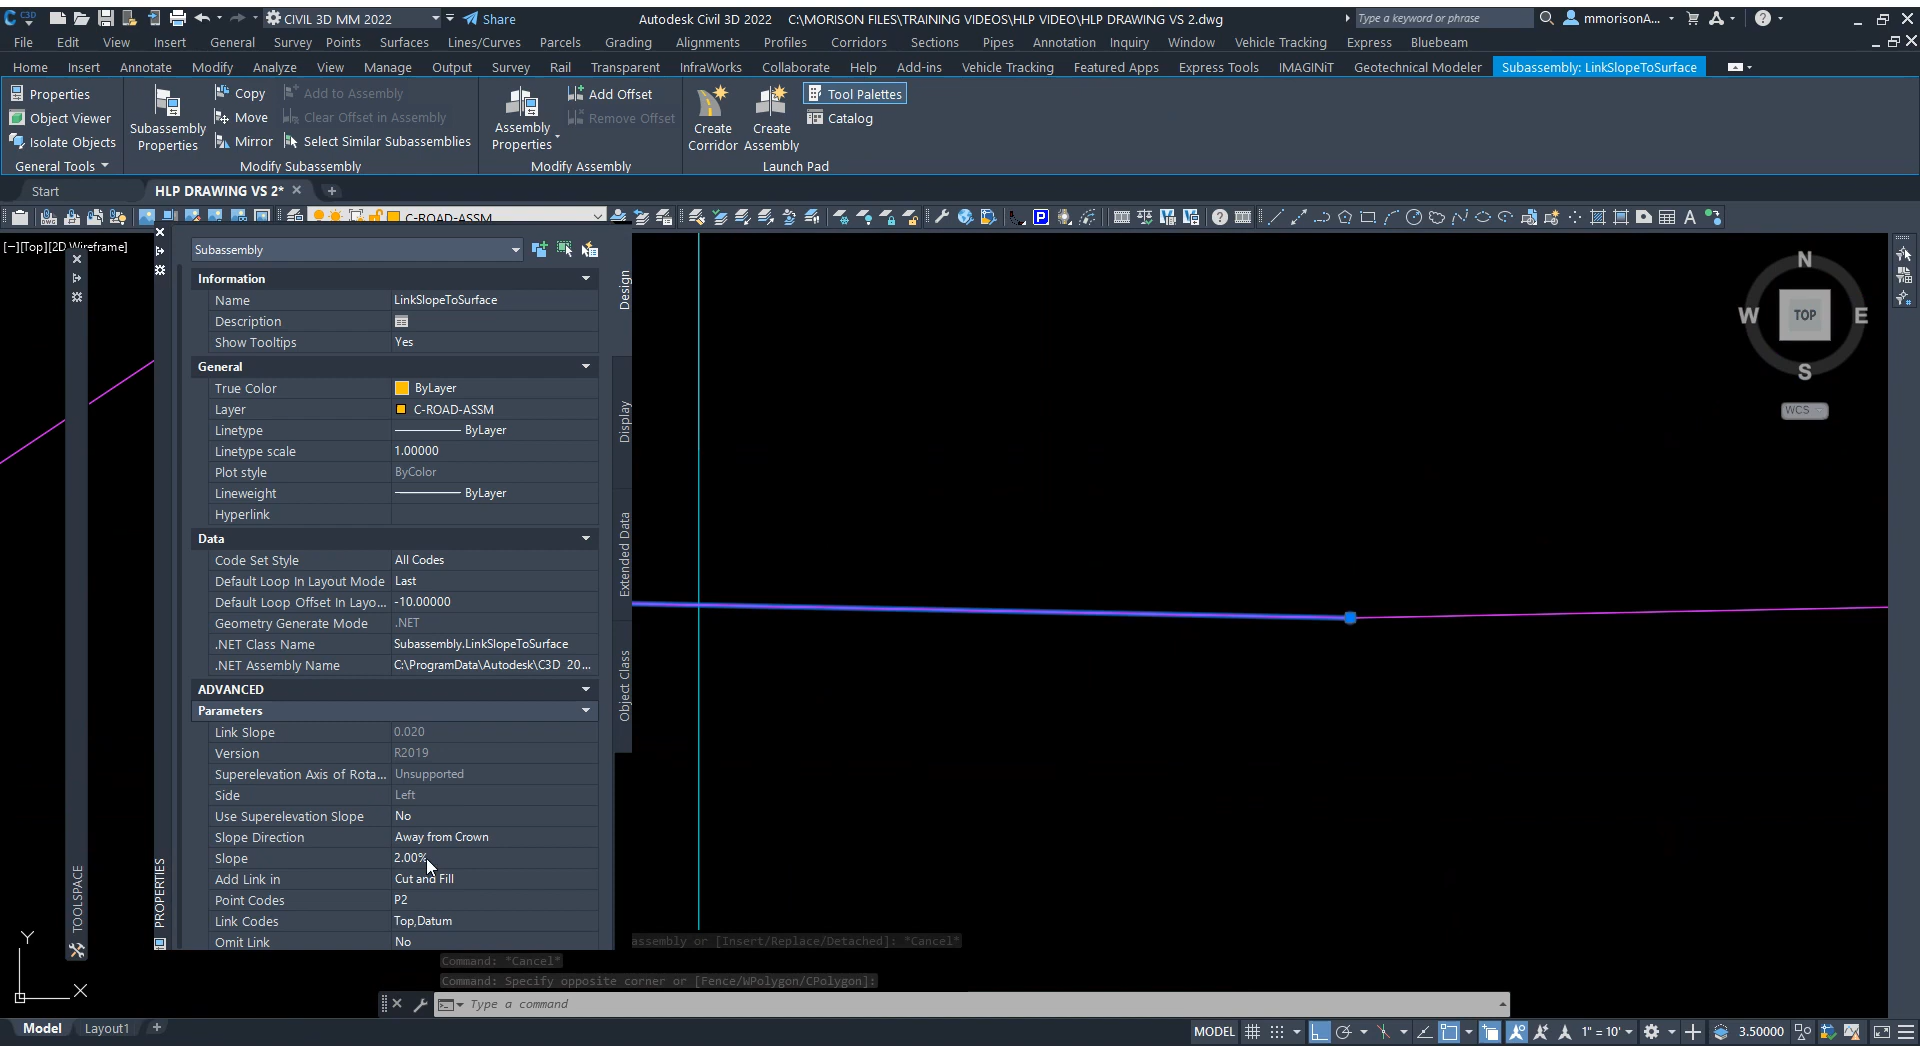 C3D CIVIL 3D MM 2022 Share Autodesk Civil 3D 2022 C:\MORISON FILES\TRAINING VIDEOS\HLP VIDEO\HLP DRAWING VS 2.dwg Type a keyword or phrase mmorisonA...
File Edit View Insert General Survey Points Surfaces Lines/Curves Parcels Grading Alignments Profiles Corridors Sections Pipes Annotation Inquiry Window Vehicle Tracking Express Bluebeam
Home Insert Annotate Modify Analyze View Manage Output Survey Rail Transparent InfraWorks Collaborate Help Add-ins Vehicle Tracking Featured Apps Express Tools IMAGINiT Geotechnical Modeler Subassembly: LinkSlopeToSurface
Properties
Object Viewer
Isolate Objects
General Tools
Subassembly Properties
Copy
Move
Mirror
Add to Assembly
Clear Offset in Assembly
Select Similar Subassemblies
Modify Subassembly
Assembly Properties
Add Offset
Remove Offset
Modify Assembly
Create Corridor
Create Assembly
Tool Palettes
Catalog
Launch Pad
Start HLP DRAWING VS 2*
C-ROAD-ASSM
[−][Top][2D Wireframe]
TOOLSPACE
PROPERTIES
Subassembly
Information
Name LinkSlopeToSurface
Description
Show Tooltips Yes
General
True Color ByLayer
Layer C-ROAD-ASSM
Linetype ByLayer
Linetype scale 1.00000
Plot style ByColor
Lineweight ByLayer
Hyperlink
Data
Code Set Style All Codes
Default Loop In Layout Mode Last
Default Loop Offset In Layo... -10.00000
Geometry Generate Mode .NET
.NET Class Name Subassembly.LinkSlopeToSurface
.NET Assembly Name C:\ProgramData\Autodesk\C3D 20...
ADVANCED
Parameters
Link Slope 0.020
Version R2019
Superelevation Axis of Rota... Unsupported
Side Left
Use Superelevation Slope No
Slope Direction Away from Crown
Slope 2.00%
Add Link in Cut and Fill
Point Codes P2
Link Codes Top,Datum
Omit Link No
Design
Display
Extended Data
Object Class
N
W TOP E
S
WCS
assembly or [Insert/Replace/Detached]: *Cancel*
Command: *Cancel*
Command: Specify opposite corner or [Fence/WPolygon/CPolygon]:
Type a command
Y
X
Model Layout1 MODEL 1" = 10' 3.50000